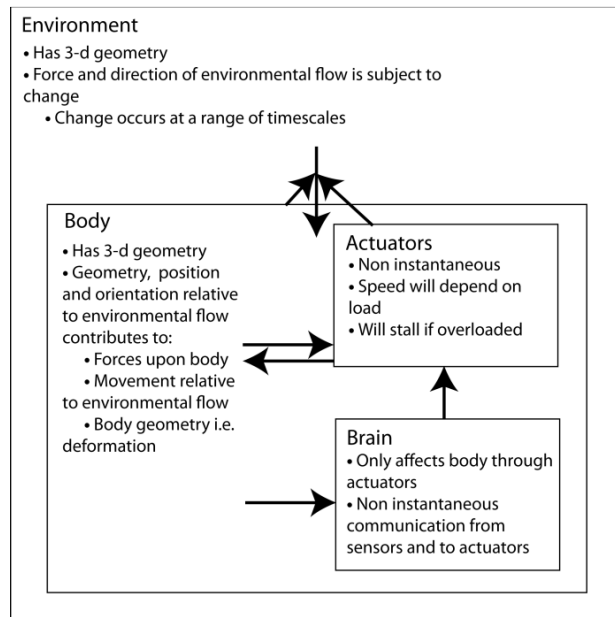 Environment
• Has 3-d geometry
• Force and direction of environmental flow is subject to
change
• Change occurs at a range of timescales
Body
• Has 3-d geometry
• Geometry, position
and orientation relative
to environmental flow
contributes to:
• Forces upon body
• Movement relative
to environmental flow
• Body geometry i.e.
deformation
Actuators
• Non instantaneous
• Speed will depend on
load
• Will stall if overloaded
Brain
• Only affects body through
actuators
• Non instantaneous
communication from
sensors and to actuators